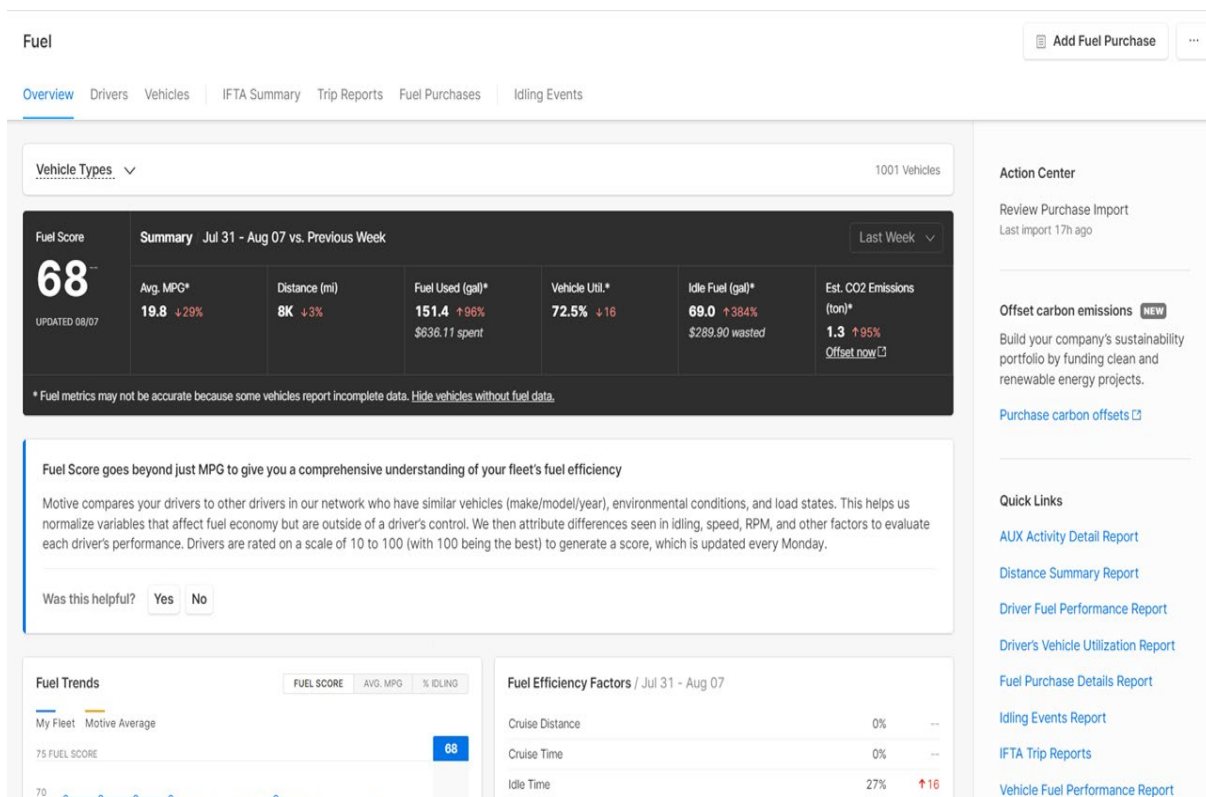 Fuel
Add Fuel Purchase
...
Overview Drivers Vehicles IFTA Summary Trip Reports Fuel Purchases Idling Events
Vehicle Types
1001 Vehicles
Fuel Score
68 --
UPDATED 08/07
Summary Jul 31 - Aug 07 vs. Previous Week
Last Week
Avg. MPG*
19.8 ↓29%
Distance (mi)
8K ↓3%
Fuel Used (gal)*
151.4 ↑96%
$636.11 spent
Vehicle Util.*
72.5% ↓16
Idle Fuel (gal)*
69.0 ↑384%
$289.90 wasted
Est. CO2 Emissions
(ton)*
1.3 ↑95%
Offset now
* Fuel metrics may not be accurate because some vehicles report incomplete data. Hide vehicles without fuel data.
Fuel Score goes beyond just MPG to give you a comprehensive understanding of your fleet's fuel efficiency
Motive compares your drivers to other drivers in our network who have similar vehicles (make/model/year), environmental conditions, and load states. This helps us
normalize variables that affect fuel economy but are outside of a driver's control. We then attribute differences seen in idling, speed, RPM, and other factors to evaluate
each driver's performance. Drivers are rated on a scale of 10 to 100 (with 100 being the best) to generate a score, which is updated every Monday.
Was this helpful? Yes No
Fuel Trends
FUEL SCORE AVG. MPG % IDLING
My Fleet Motive Average
75 FUEL SCORE
68
70
Fuel Efficiency Factors / Jul 31 - Aug 07
Cruise Distance 0% --
Cruise Time 0% --
Idle Time 27% ↑16
Action Center
Review Purchase Import
Last import 17h ago
Offset carbon emissions NEW
Build your company's sustainability
portfolio by funding clean and
renewable energy projects.
Purchase carbon offsets
Quick Links
AUX Activity Detail Report
Distance Summary Report
Driver Fuel Performance Report
Driver's Vehicle Utilization Report
Fuel Purchase Details Report
Idling Events Report
IFTA Trip Reports
Vehicle Fuel Performance Report